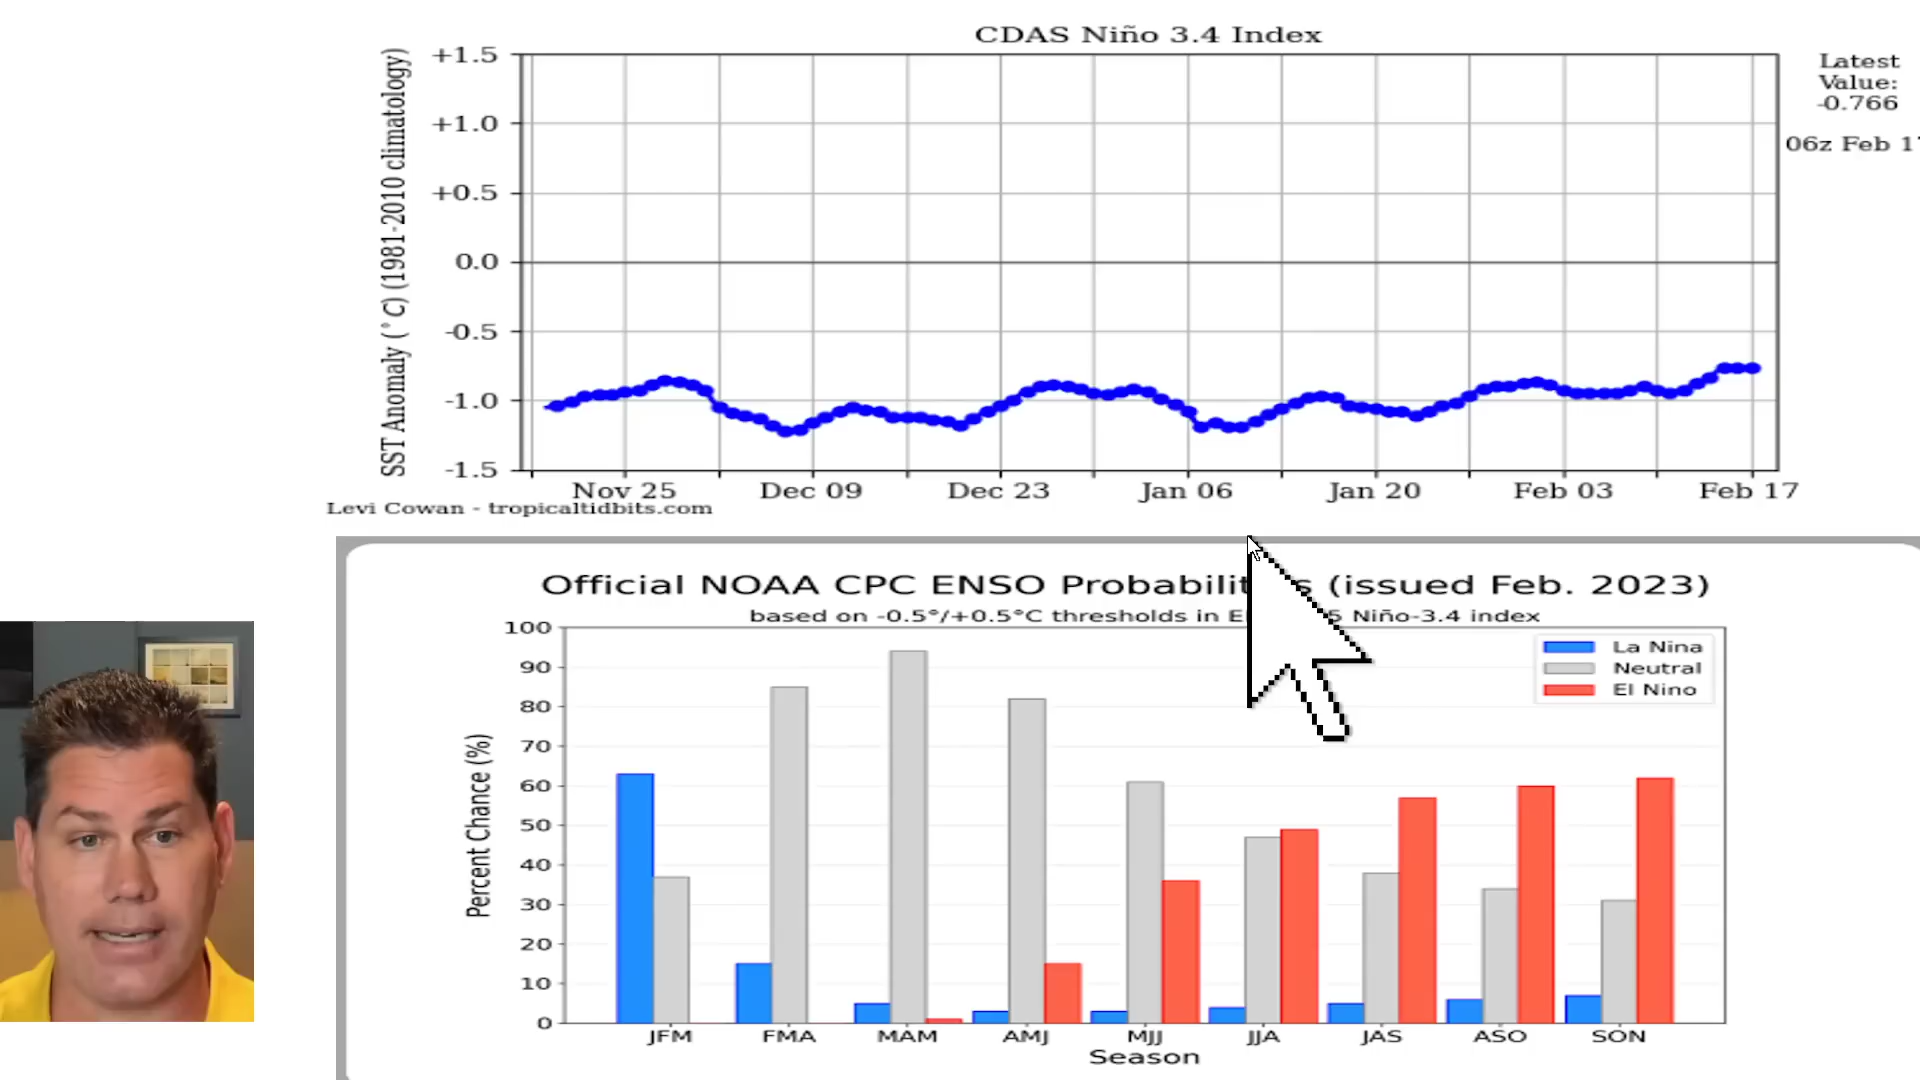 CDAS Niño 3.4 Index
SST Anomaly (°C) (1981-2010 climatology)
+1.5
+1.0
+0.5
0.0
-0.5
-1.0
-1.5
Nov 25 Dec 09 Dec 23 Jan 06 Jan 20 Feb 03 Feb 17
Latest
Value:
-0.766
06z Feb
Levi Cowan - tropicaltidbits.com
Official NOAA CPC ENSO (issued Feb. 2023)
based on -0.5°/+0.5°C thresholds in Niño-3.4 index
Percent Chance (%)
100
90
80
70
60
50
40
30
20
10
0
La Nina
Neutral
El Nino
JFM FMA MAM AMJ MJJ JJA JAS ASO SON
Season